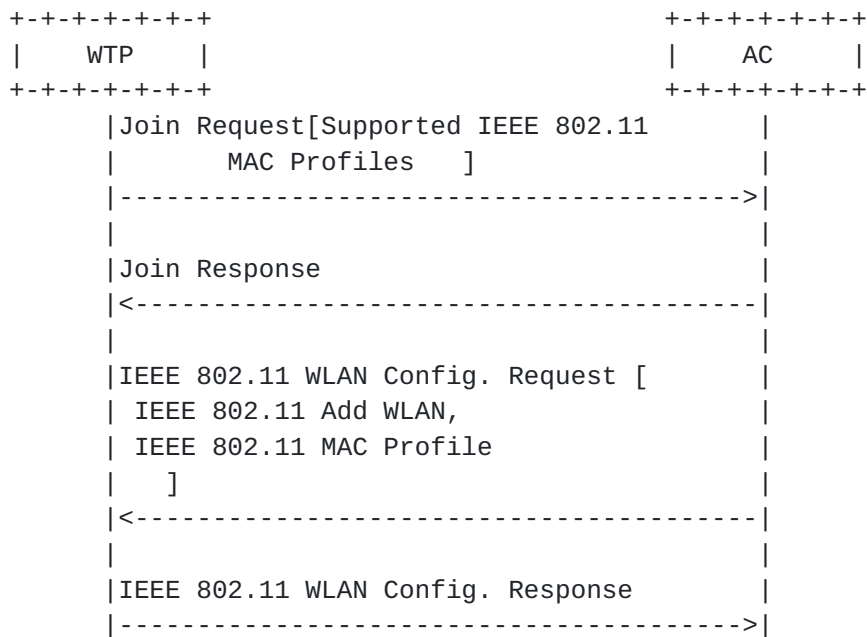 +-+-+-+-+-+-+                             +-+-+-+-+-+-+
|    WTP    |                             |    AC     |
+-+-+-+-+-+-+                             +-+-+-+-+-+-+
      |Join Request[Supported IEEE 802.11       |
      |       MAC Profiles   ]                  |
      |---------------------------------------->|
      |                                         |
      |Join Response                            |
      |<----------------------------------------|
      |                                         |
      |IEEE 802.11 WLAN Config. Request [       |
      | IEEE 802.11 Add WLAN,                   |
      | IEEE 802.11 MAC Profile                 |
      |   ]                                     |
      |<----------------------------------------|
      |                                         |
      |IEEE 802.11 WLAN Config. Response        |
      |---------------------------------------->|